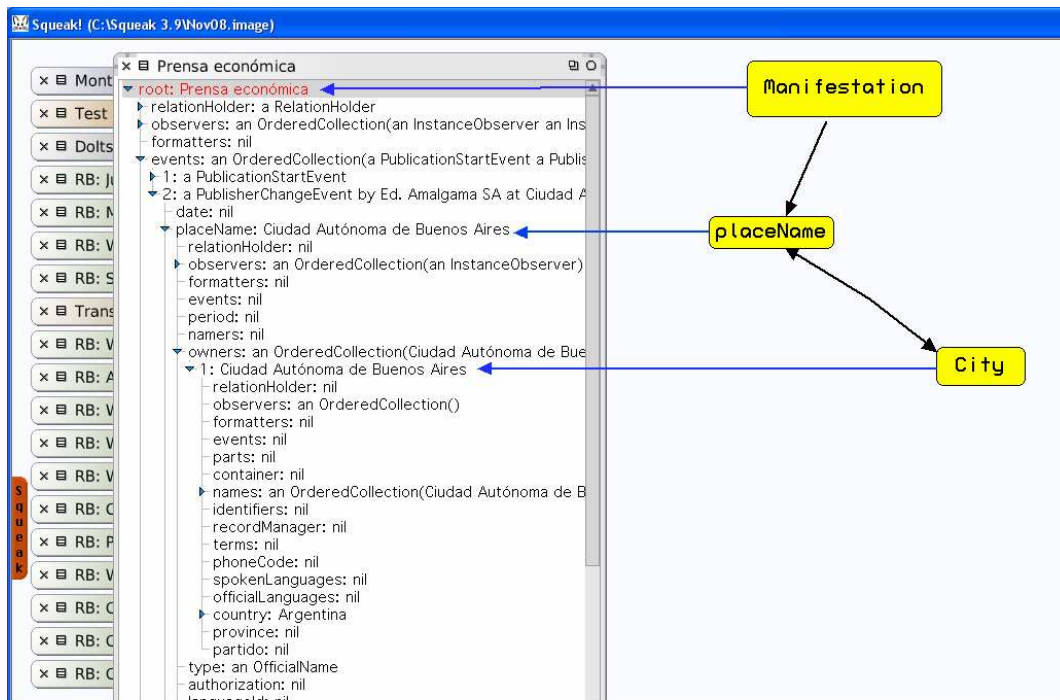 Squeak! (C:\Squeak 3.9\Nov08.image)
× Mont
× Test
× Dolts
× RB: Ju
× RB: M
× RB: W
× RB: S
× Trans
× RB: V
× RB: A
× RB: V
× RB: V
× RB: V
× RB: C
× RB: P
× RB: V
× RB: C
× RB: C
× RB: C
Squeak
× Prensa económica
root: Prensa económica
relationHolder: a RelationHolder
observers: an OrderedCollection(an InstanceObserver an Ins
formatters: nil
events: an OrderedCollection(a PublicationStartEvent a Publis
1: a PublicationStartEvent
2: a PublisherChangeEvent by Ed. Amalgama SA at Ciudad A
date: nil
placeName: Ciudad Autónoma de Buenos Aires
relationHolder: nil
observers: an OrderedCollection(an InstanceObserver)
formatters: nil
events: nil
period: nil
namers: nil
owners: an OrderedCollection(Ciudad Autónoma de Bue
1: Ciudad Autónoma de Buenos Aires
relationHolder: nil
observers: an OrderedCollection()
formatters: nil
events: nil
parts: nil
container: nil
names: an OrderedCollection(Ciudad Autónoma de B
identifiers: nil
recordManager: nil
terms: nil
phoneCode: nil
spokenLanguages: nil
officialLanguages: nil
country: Argentina
province: nil
partido: nil
type: an OfficialName
authorization: nil
Manifestation
placeName
City